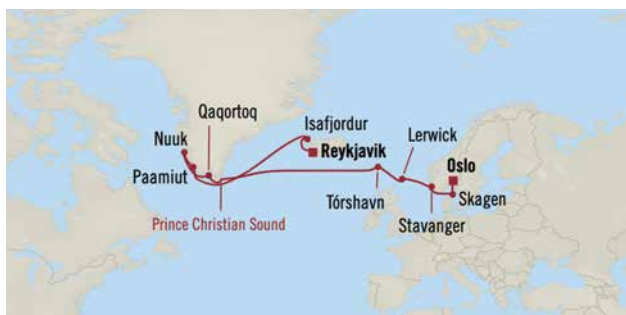 Qaqortoq
Isafjordur
Nuuk
Lerwick
Reykjavik
Oslo
Paamiut
Tórshavn
Skagen
Prince Christian Sound
Stavanger